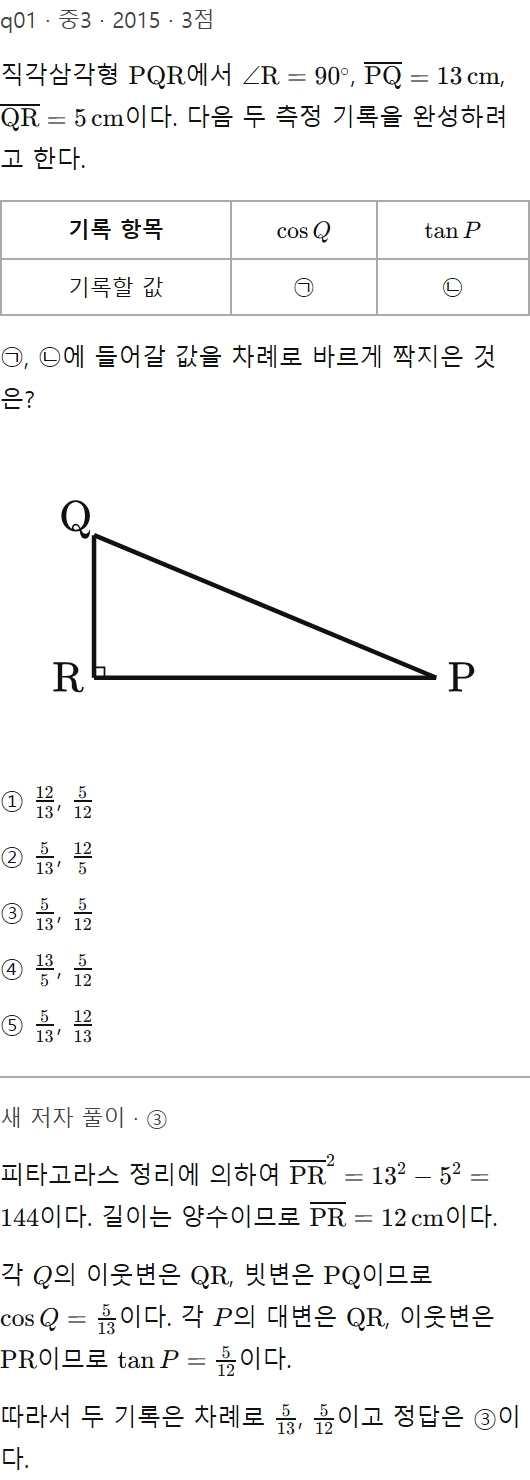 q01 · 중3 · 2015 · 3점
직각삼각형 PQR에서 ∠R = 90°, PQ = 13 cm,
QR = 5 cm이다. 다음 두 측정 기록을 완성하려
고 한다.
기록 항목 cos Q tan P
기록할 값 ㉠ ㉡
㉠, ㉡에 들어갈 값을 차례로 바르게 짝지은 것
은?
Q
R P
① 12/13, 5/12
② 5/13, 12/5
③ 5/13, 5/12
④ 13/5, 5/12
⑤ 5/13, 12/13
새 저자 풀이 · ③
피타고라스 정리에 의하여 PR² = 13² − 5² =
144이다. 길이는 양수이므로 PR = 12 cm이다.
각 Q의 이웃변은 QR, 빗변은 PQ이므로
cos Q = 5/13이다. 각 P의 대변은 QR, 이웃변은
PR이므로 tan P = 5/12이다.
따라서 두 기록은 차례로 5/13, 5/12이고 정답은 ③이
다.